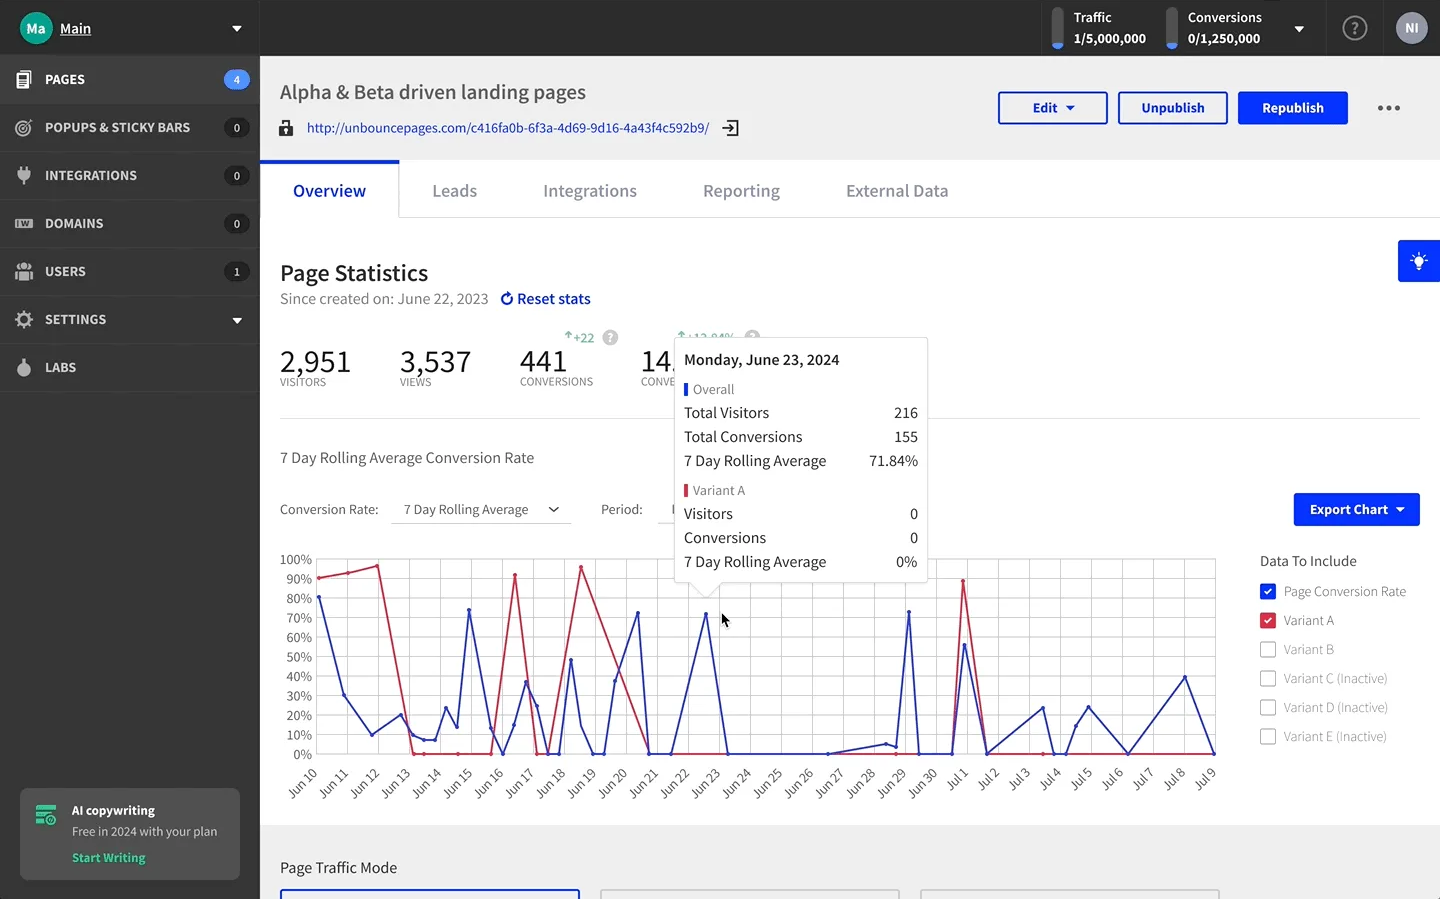 Ma Main
Traffic
1/5,000,000
Conversions
0/1,250,000
?
NI
PAGES 4
POPUPS & STICKY BARS 0
INTEGRATIONS 0
DOMAINS 0
USERS 1
SETTINGS
LABS
AI copywriting
Free in 2024 with your plan
Start Writing
Alpha & Beta driven landing pages
http://unbouncepages.com/c416fa0b-6f3a-4d69-9d16-4a43f4c592b9/
Edit
Unpublish
Republish
Overview
Leads
Integrations
Reporting
External Data
Page Statistics
Since created on: June 22, 2023 Reset stats
2,951
VISITORS
3,537
VIEWS
+22 ?
441
CONVERSIONS
Monday, June 23, 2024
Overall
Total Visitors 216
Total Conversions 155
7 Day Rolling Average 71.84%
Variant A
Visitors 0
Conversions 0
7 Day Rolling Average 0%
7 Day Rolling Average Conversion Rate
Conversion Rate: 7 Day Rolling Average
Period:
Export Chart
100%
90%
80%
70%
60%
50%
40%
30%
20%
10%
0%
Jun 10
Jun 11
Jun 12
Jun 13
Jun 14
Jun 15
Jun 16
Jun 17
Jun 18
Jun 19
Jun 20
Jun 21
Jun 22
Jun 23
Jun 24
Jun 25
Jun 26
Jun 27
Jun 28
Jun 29
Jun 30
Jul 1
Jul 2
Jul 3
Jul 4
Jul 5
Jul 6
Jul 7
Jul 8
Jul 9
Data To Include
Page Conversion Rate
Variant A
Variant B
Variant C (Inactive)
Variant D (Inactive)
Variant E (Inactive)
Page Traffic Mode